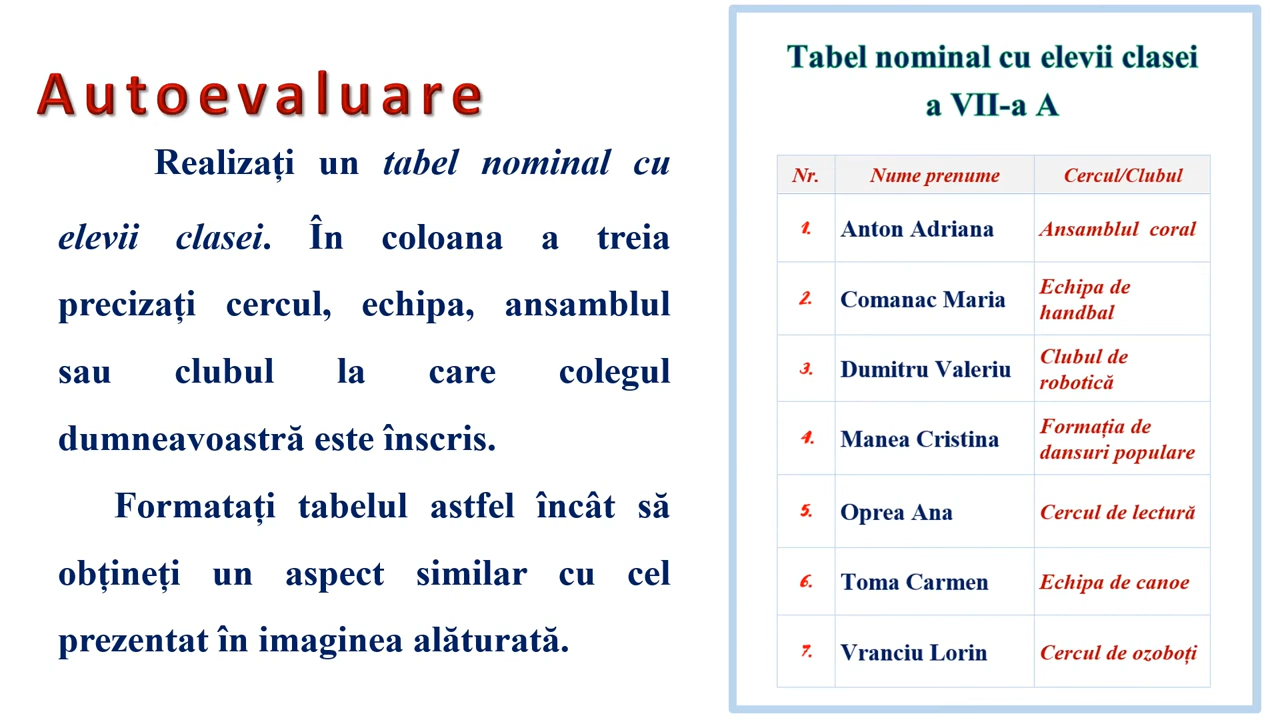 Autoevaluare
Realizați un tabel nominal cu
elevii clasei. În coloana a treia
precizați cercul, echipa, ansamblul
sau clubul la care colegul
dumneavoastră este înscris.
Formatați tabelul astfel încât să
obțineți un aspect similar cu cel
prezentat în imaginea alăturată.
Tabel nominal cu elevii clasei
a VII-a A
Nr. Nume prenume Cercul/Clubul
1. Anton Adriana Ansamblul coral
2. Comanac Maria Echipa de
handbal
3. Dumitru Valeriu Clubul de
robotică
4. Manea Cristina Formația de
dansuri populare
5. Oprea Ana Cercul de lectură
6. Toma Carmen Echipa de canoe
7. Vranciu Lorin Cercul de ozoboți